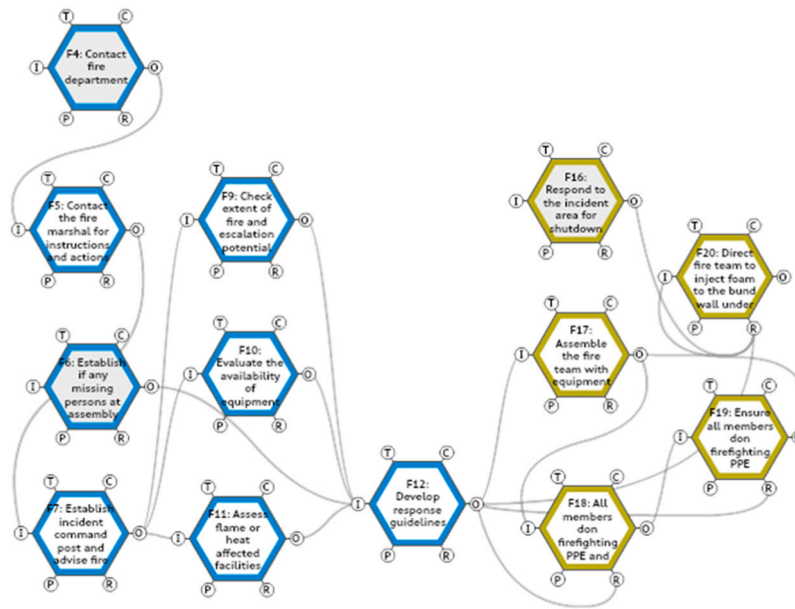 T C
F4: Contact
fire
department
I O
P R
T C
F5: Contact
the fire
marshal for
instructions
and actions
I O
P R
T C
F6: Establish
if any
missing
persons at
assembly
I O
P R
T C
F7: Establish
incident
command
post and
advise fire
I O
P R
T C
F9: Check
extent of
fire and
escalation
potential
I O
P R
T C
F10:
Evaluate the
availability
of
equipment
I O
P R
T C
F11: Assess
flame or
heat
affected
facilities
I O
P R
T C
F12:
Develop
response
guidelines
I O
P R
T C
F16:
Respond to
the incident
area for
shutdown
I O
P R
T C
F17:
Assemble
the fire
team with
equipment
I O
P R
T C
F18: All
members
don
firefighting
PPE and
I O
P R
T C
F19: Ensure
all members
don
firefighting
PPE
I
P R
T C
F20: Direct
fire team to
inject foam
to the bund
wall under
I O
P R